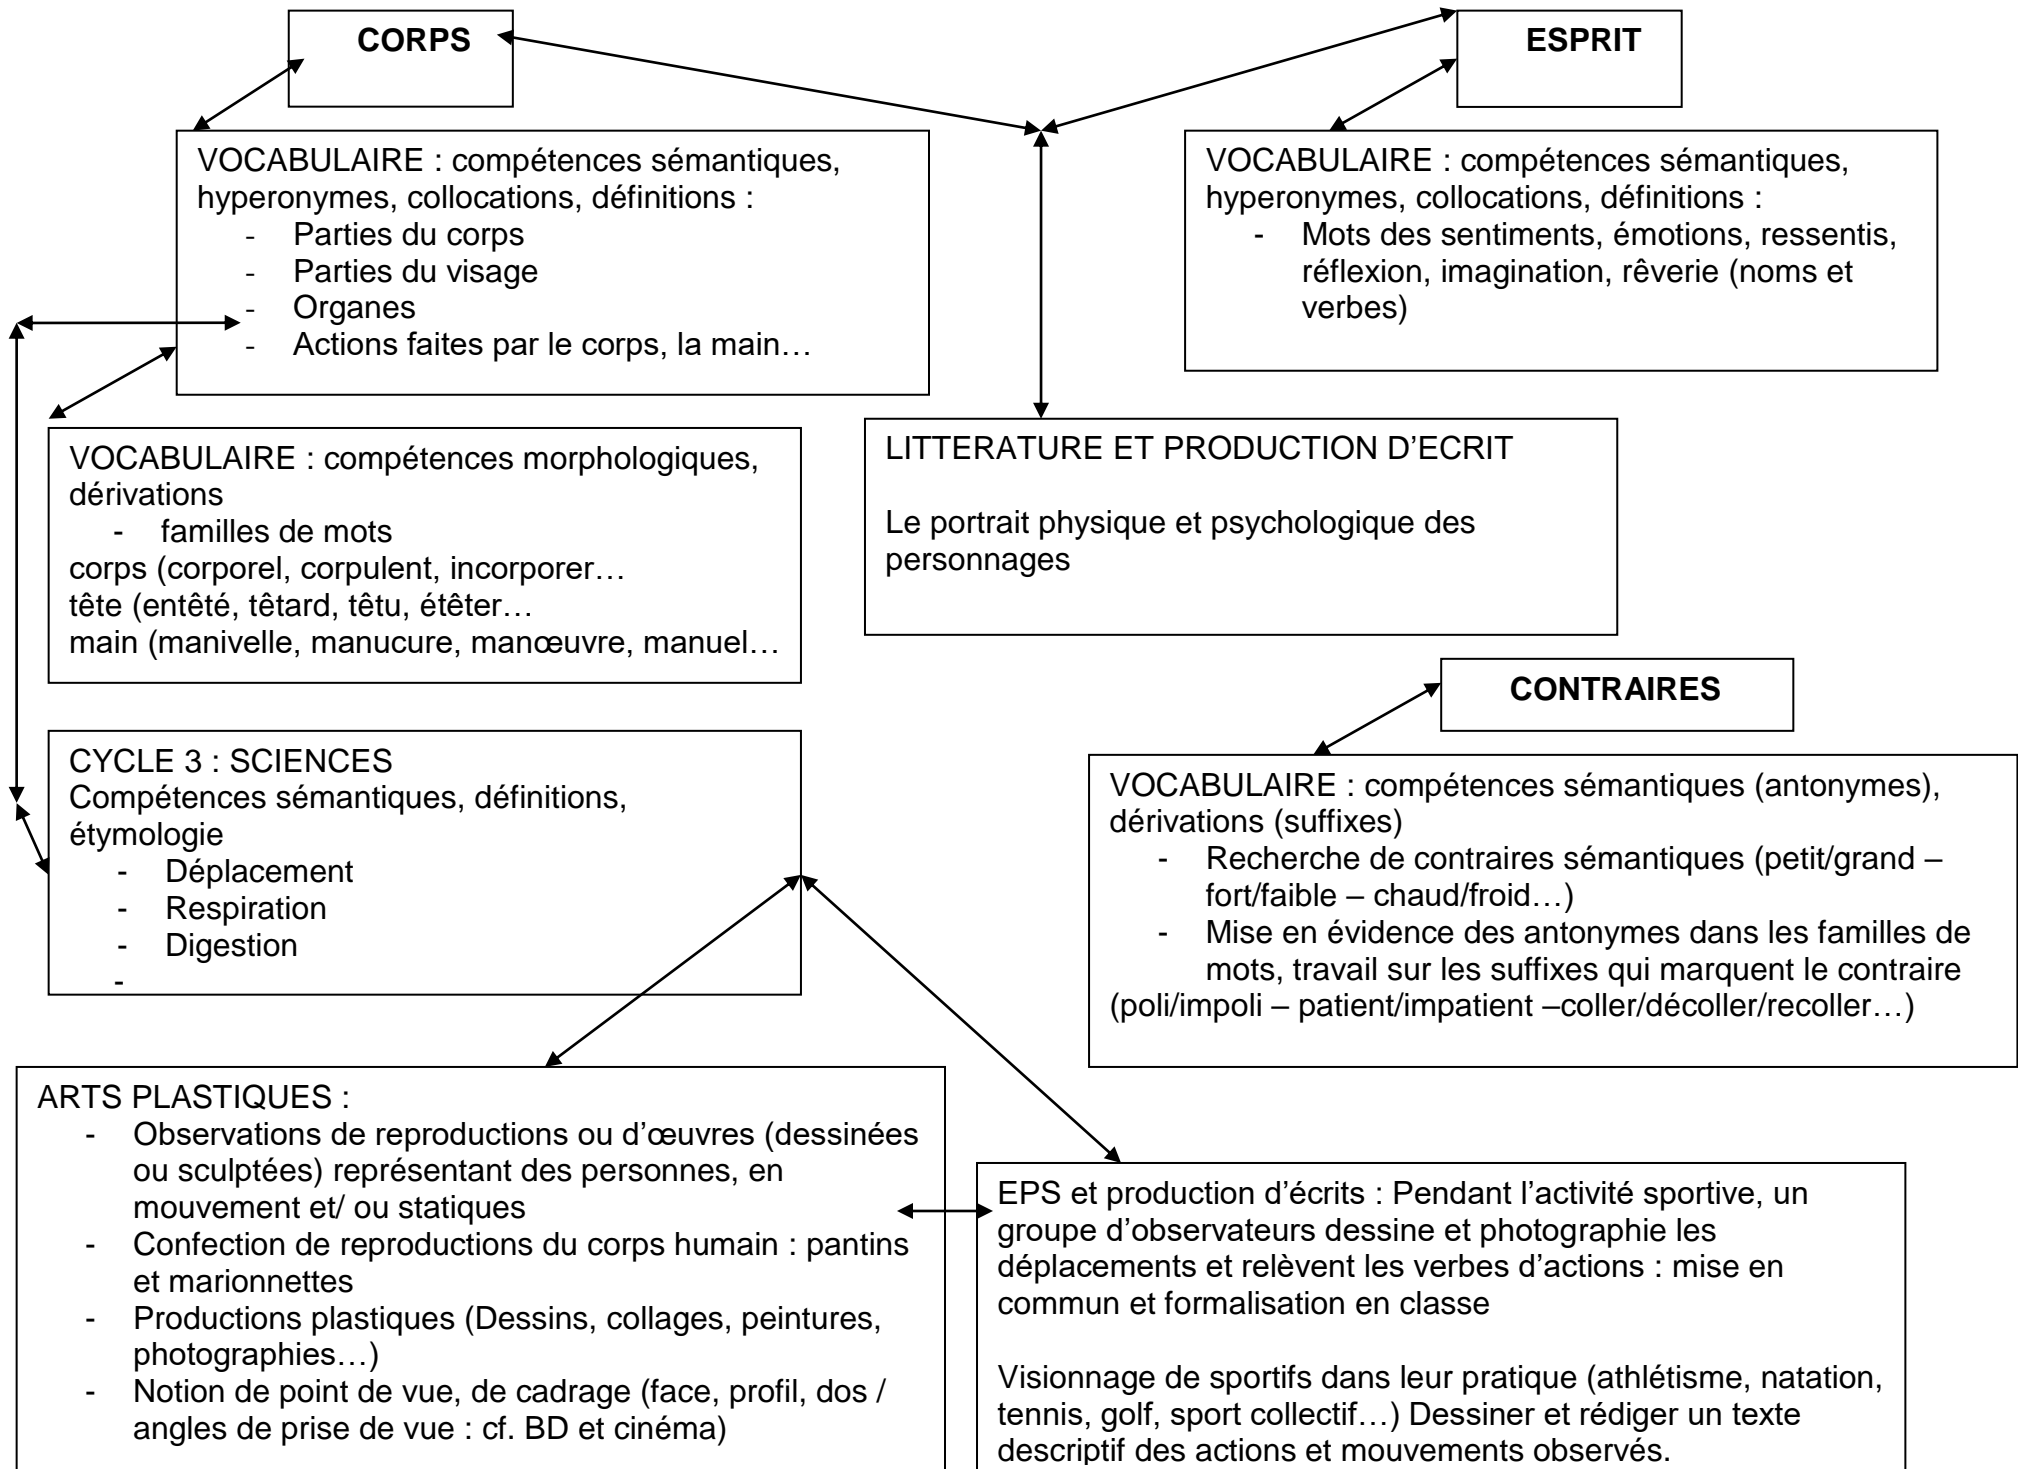 CORPS
ESPRIT
VOCABULAIRE : compétences sémantiques,
hyperonymes, collocations, définitions :
- Parties du corps
- Parties du visage
- Organes
- Actions faites par le corps, la main…
VOCABULAIRE : compétences sémantiques,
hyperonymes, collocations, définitions :
- Mots des sentiments, émotions, ressentis,
réflexion, imagination, rêverie (noms et
verbes)
VOCABULAIRE : compétences morphologiques,
dérivations
- familles de mots
corps (corporel, corpulent, incorporer…
tête (entêté, têtard, têtu, étêter…
main (manivelle, manucure, manœuvre, manuel…
LITTERATURE ET PRODUCTION D’ECRIT
Le portrait physique et psychologique des
personnages
CONTRAIRES
CYCLE 3 : SCIENCES
Compétences sémantiques, définitions,
étymologie
- Déplacement
- Respiration
- Digestion
-
VOCABULAIRE : compétences sémantiques (antonymes),
dérivations (suffixes)
- Recherche de contraires sémantiques (petit/grand –
fort/faible – chaud/froid…)
- Mise en évidence des antonymes dans les familles de
mots, travail sur les suffixes qui marquent le contraire
(poli/impoli – patient/impatient –coller/décoller/recoller…)
ARTS PLASTIQUES :
- Observations de reproductions ou d’œuvres (dessinées
ou sculptées) représentant des personnes, en
mouvement et/ ou statiques
- Confection de reproductions du corps humain : pantins
et marionnettes
- Productions plastiques (Dessins, collages, peintures,
photographies…)
- Notion de point de vue, de cadrage (face, profil, dos /
angles de prise de vue : cf. BD et cinéma)
EPS et production d’écrits : Pendant l’activité sportive, un
groupe d’observateurs dessine et photographie les
déplacements et relèvent les verbes d’actions : mise en
commun et formalisation en classe
Visionnage de sportifs dans leur pratique (athlétisme, natation,
tennis, golf, sport collectif…) Dessiner et rédiger un texte
descriptif des actions et mouvements observés.